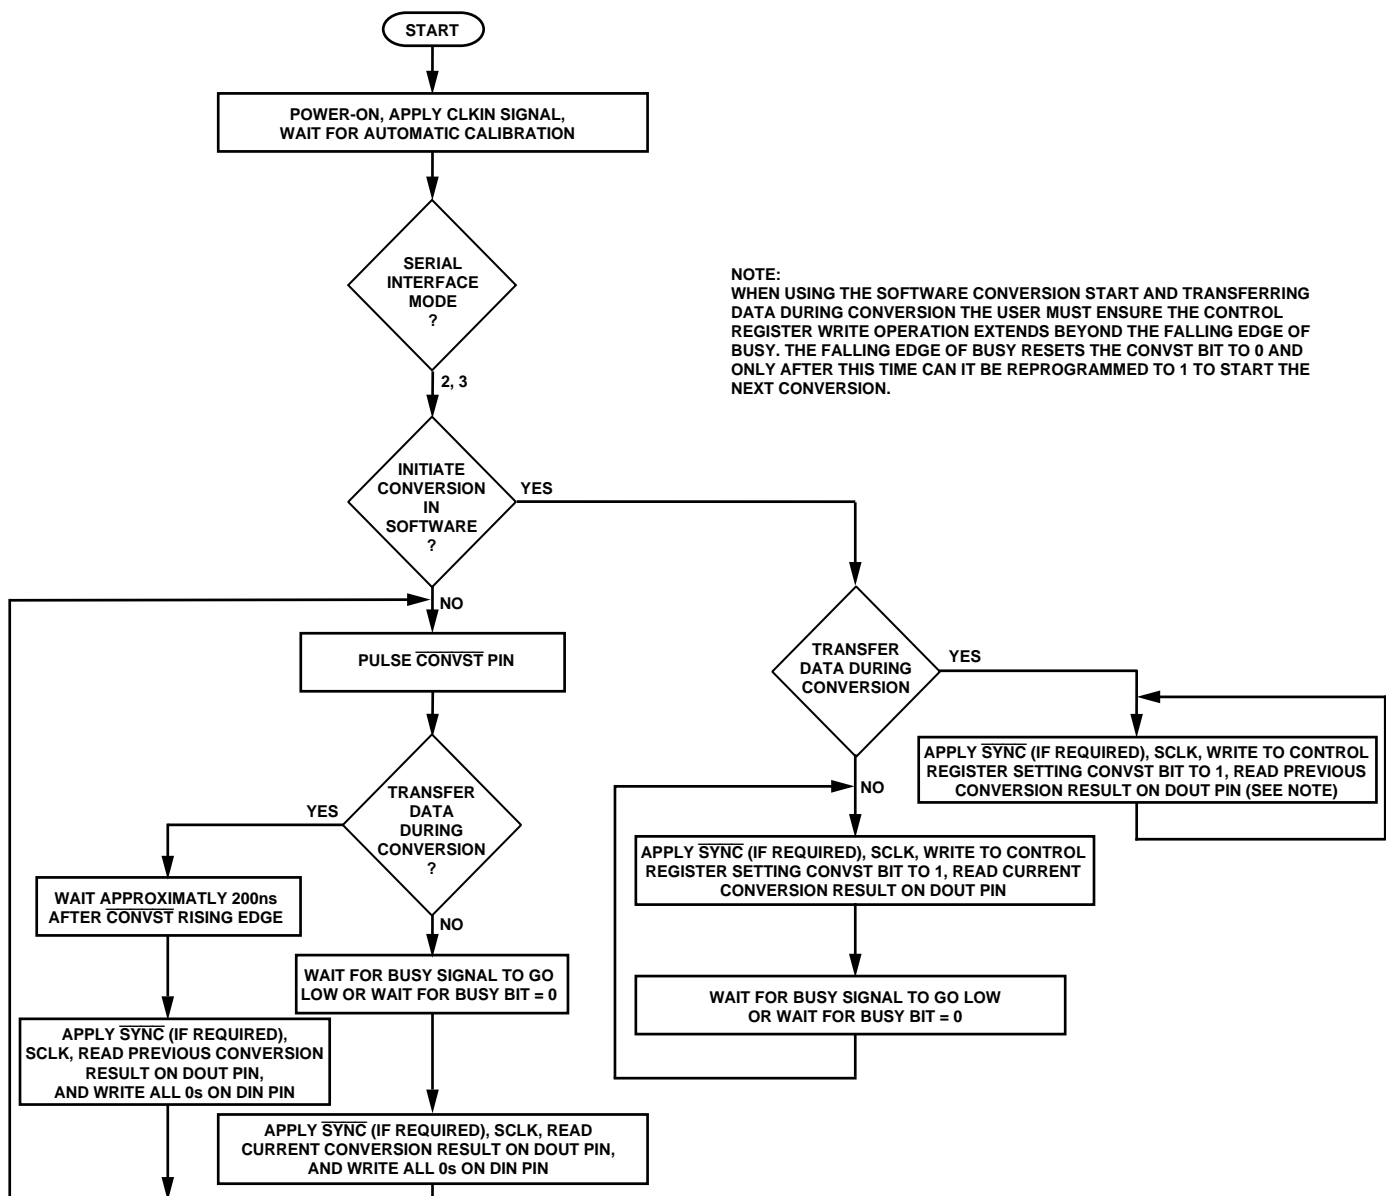 START
POWER-ON, APPLY CLKIN SIGNAL,
WAIT FOR AUTOMATIC CALIBRATION
SERIAL
INTERFACE
MODE
?
NOTE:
WHEN USING THE SOFTWARE CONVERSION START AND TRANSFERRING
DATA DURING CONVERSION THE USER MUST ENSURE THE CONTROL
REGISTER WRITE OPERATION EXTENDS BEYOND THE FALLING EDGE OF
BUSY. THE FALLING EDGE OF BUSY RESETS THE CONVST BIT TO 0 AND
ONLY AFTER THIS TIME CAN IT BE REPROGRAMMED TO 1 TO START THE
NEXT CONVERSION.
2, 3
INITIATE
CONVERSION
IN
SOFTWARE
?
YES
NO
PULSE CONVST PIN
TRANSFER
DATA DURING
CONVERSION
YES
APPLY SYNC (IF REQUIRED), SCLK, WRITE TO CONTROL
REGISTER SETTING CONVST BIT TO 1, READ PREVIOUS
CONVERSION RESULT ON DOUT PIN (SEE NOTE)
NO
TRANSFER
DATA
DURING
CONVERSION
?
YES
APPLY SYNC (IF REQUIRED), SCLK, WRITE TO CONTROL
REGISTER SETTING CONVST BIT TO 1, READ CURRENT
CONVERSION RESULT ON DOUT PIN
WAIT APPROXIMATLY 200ns
AFTER CONVST RISING EDGE
NO
WAIT FOR BUSY SIGNAL TO GO
LOW OR WAIT FOR BUSY BIT = 0
WAIT FOR BUSY SIGNAL TO GO LOW
OR WAIT FOR BUSY BIT = 0
APPLY SYNC (IF REQUIRED),
SCLK, READ PREVIOUS CONVERSION
RESULT ON DOUT PIN,
AND WRITE ALL 0s ON DIN PIN
APPLY SYNC (IF REQUIRED), SCLK, READ
CURRENT CONVERSION RESULT ON DOUT PIN,
AND WRITE ALL 0s ON DIN PIN